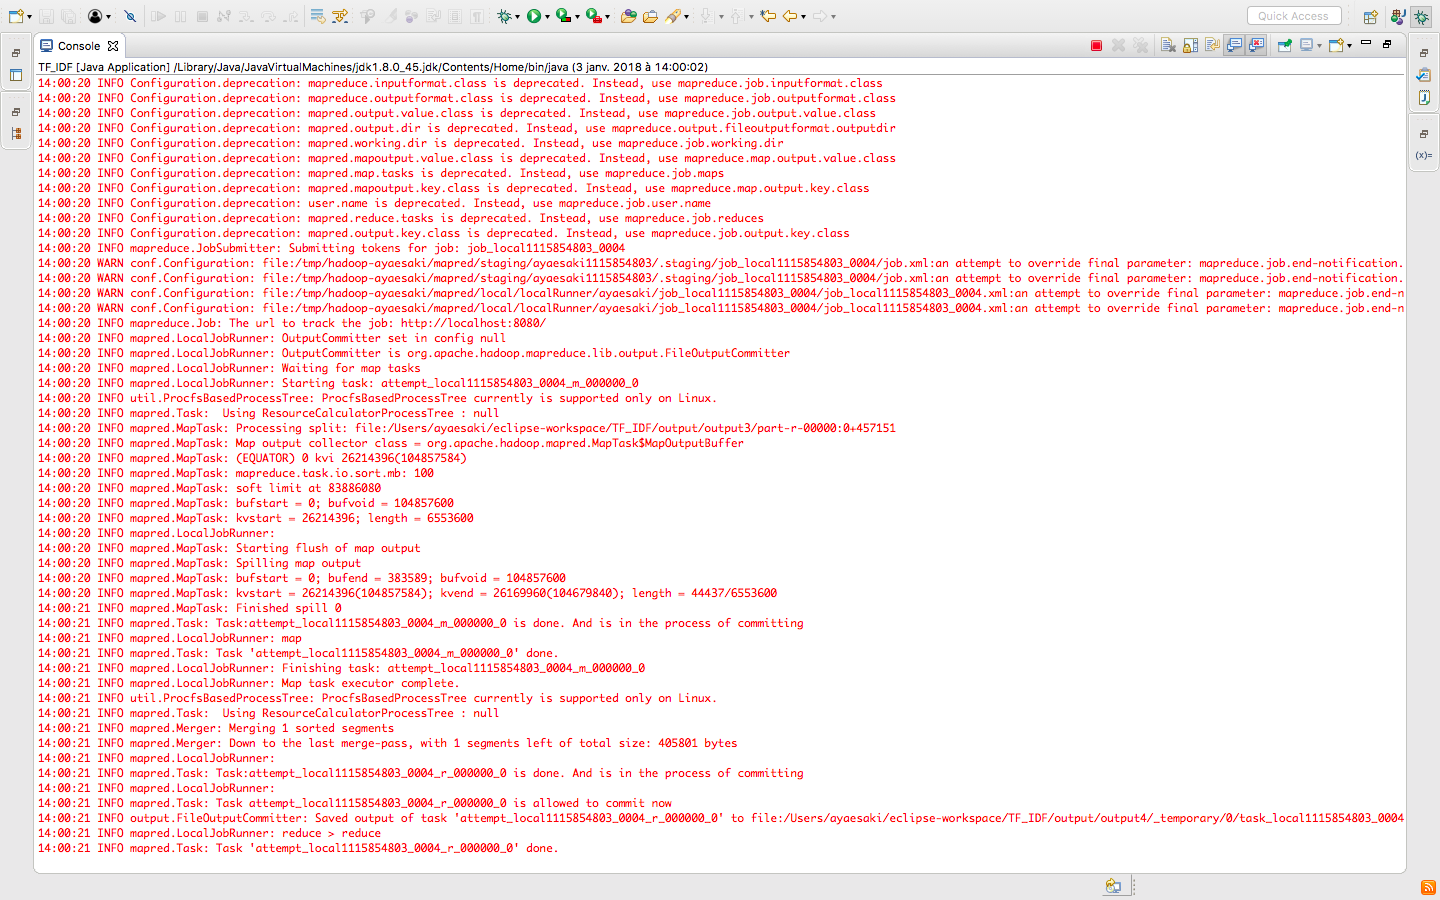 Quick Access
Console
TF_IDF [Java Application] /Library/Java/JavaVirtualMachines/jdk1.8.0_45.jdk/Contents/Home/bin/java (3 janv. 2018 à 14:00:02)
14:00:20 INFO Configuration.deprecation: mapreduce.inputformat.class is deprecated. Instead, use mapreduce.job.inputformat.class
14:00:20 INFO Configuration.deprecation: mapreduce.outputformat.class is deprecated. Instead, use mapreduce.job.outputformat.class
14:00:20 INFO Configuration.deprecation: mapred.output.value.class is deprecated. Instead, use mapreduce.job.output.value.class
14:00:20 INFO Configuration.deprecation: mapred.output.dir is deprecated. Instead, use mapreduce.output.fileoutputformat.outputdir
14:00:20 INFO Configuration.deprecation: mapred.working.dir is deprecated. Instead, use mapreduce.job.working.dir
14:00:20 INFO Configuration.deprecation: mapred.mapoutput.value.class is deprecated. Instead, use mapreduce.map.output.value.class
14:00:20 INFO Configuration.deprecation: mapred.map.tasks is deprecated. Instead, use mapreduce.job.maps
14:00:20 INFO Configuration.deprecation: mapred.mapoutput.key.class is deprecated. Instead, use mapreduce.map.output.key.class
14:00:20 INFO Configuration.deprecation: user.name is deprecated. Instead, use mapreduce.job.user.name
14:00:20 INFO Configuration.deprecation: mapred.reduce.tasks is deprecated. Instead, use mapreduce.job.reduces
14:00:20 INFO Configuration.deprecation: mapred.output.key.class is deprecated. Instead, use mapreduce.job.output.key.class
14:00:20 INFO mapreduce.JobSubmitter: Submitting tokens for job: job_local1115854803_0004
14:00:20 WARN conf.Configuration: file:/tmp/hadoop-ayaesaki/mapred/staging/ayaesaki1115854803/.staging/job_local1115854803_0004/job.xml:an attempt to override final parameter: mapreduce.job.end-notification.
14:00:20 WARN conf.Configuration: file:/tmp/hadoop-ayaesaki/mapred/staging/ayaesaki1115854803/.staging/job_local1115854803_0004/job.xml:an attempt to override final parameter: mapreduce.job.end-notification.
14:00:20 WARN conf.Configuration: file:/tmp/hadoop-ayaesaki/mapred/local/localRunner/ayaesaki/job_local1115854803_0004/job_local1115854803_0004.xml:an attempt to override final parameter: mapreduce.job.end-n
14:00:20 WARN conf.Configuration: file:/tmp/hadoop-ayaesaki/mapred/local/localRunner/ayaesaki/job_local1115854803_0004/job_local1115854803_0004.xml:an attempt to override final parameter: mapreduce.job.end-n
14:00:20 INFO mapreduce.Job: The url to track the job: http://localhost:8080/
14:00:20 INFO mapred.LocalJobRunner: OutputCommitter set in config null
14:00:20 INFO mapred.LocalJobRunner: OutputCommitter is org.apache.hadoop.mapreduce.lib.output.FileOutputCommitter
14:00:20 INFO mapred.LocalJobRunner: Waiting for map tasks
14:00:20 INFO mapred.LocalJobRunner: Starting task: attempt_local1115854803_0004_m_000000_0
14:00:20 INFO util.ProcfsBasedProcessTree: ProcfsBasedProcessTree currently is supported only on Linux.
14:00:20 INFO mapred.Task:  Using ResourceCalculatorProcessTree : null
14:00:20 INFO mapred.MapTask: Processing split: file:/Users/ayaesaki/eclipse-workspace/TF_IDF/output/output3/part-r-00000:0+457151
14:00:20 INFO mapred.MapTask: Map output collector class = org.apache.hadoop.mapred.MapTask$MapOutputBuffer
14:00:20 INFO mapred.MapTask: (EQUATOR) 0 kvi 26214396(104857584)
14:00:20 INFO mapred.MapTask: mapreduce.task.io.sort.mb: 100
14:00:20 INFO mapred.MapTask: soft limit at 83886080
14:00:20 INFO mapred.MapTask: bufstart = 0; bufvoid = 104857600
14:00:20 INFO mapred.MapTask: kvstart = 26214396; length = 6553600
14:00:20 INFO mapred.LocalJobRunner:
14:00:20 INFO mapred.MapTask: Starting flush of map output
14:00:20 INFO mapred.MapTask: Spilling map output
14:00:20 INFO mapred.MapTask: bufstart = 0; bufend = 383589; bufvoid = 104857600
14:00:20 INFO mapred.MapTask: kvstart = 26214396(104857584); kvend = 26169960(104679840); length = 44437/6553600
14:00:21 INFO mapred.MapTask: Finished spill 0
14:00:21 INFO mapred.Task: Task:attempt_local1115854803_0004_m_000000_0 is done. And is in the process of committing
14:00:21 INFO mapred.LocalJobRunner: map
14:00:21 INFO mapred.Task: Task 'attempt_local1115854803_0004_m_000000_0' done.
14:00:21 INFO mapred.LocalJobRunner: Finishing task: attempt_local1115854803_0004_m_000000_0
14:00:21 INFO mapred.LocalJobRunner: Map task executor complete.
14:00:21 INFO util.ProcfsBasedProcessTree: ProcfsBasedProcessTree currently is supported only on Linux.
14:00:21 INFO mapred.Task:  Using ResourceCalculatorProcessTree : null
14:00:21 INFO mapred.Merger: Merging 1 sorted segments
14:00:21 INFO mapred.Merger: Down to the last merge-pass, with 1 segments left of total size: 405801 bytes
14:00:21 INFO mapred.LocalJobRunner:
14:00:21 INFO mapred.Task: Task:attempt_local1115854803_0004_r_000000_0 is done. And is in the process of committing
14:00:21 INFO mapred.LocalJobRunner:
14:00:21 INFO mapred.Task: Task attempt_local1115854803_0004_r_000000_0 is allowed to commit now
14:00:21 INFO output.FileOutputCommitter: Saved output of task 'attempt_local1115854803_0004_r_000000_0' to file:/Users/ayaesaki/eclipse-workspace/TF_IDF/output/output4/_temporary/0/task_local1115854803_0004
14:00:21 INFO mapred.LocalJobRunner: reduce > reduce
14:00:21 INFO mapred.Task: Task 'attempt_local1115854803_0004_r_000000_0' done.
(x)=